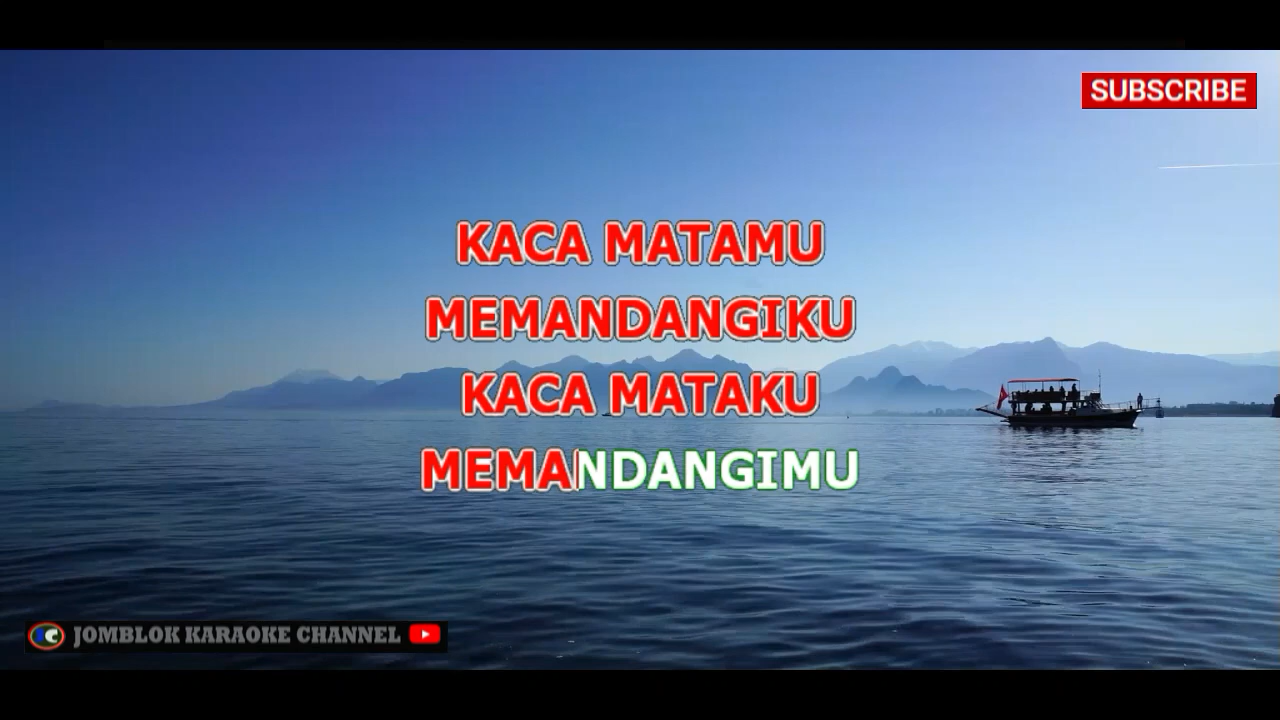 SUBSCRIBE
KACA MATAMU
MEMANDANGIKU
KACA MATAKU
MEMANDANGIMU
JOMBLOK KARAOKE CHANNEL